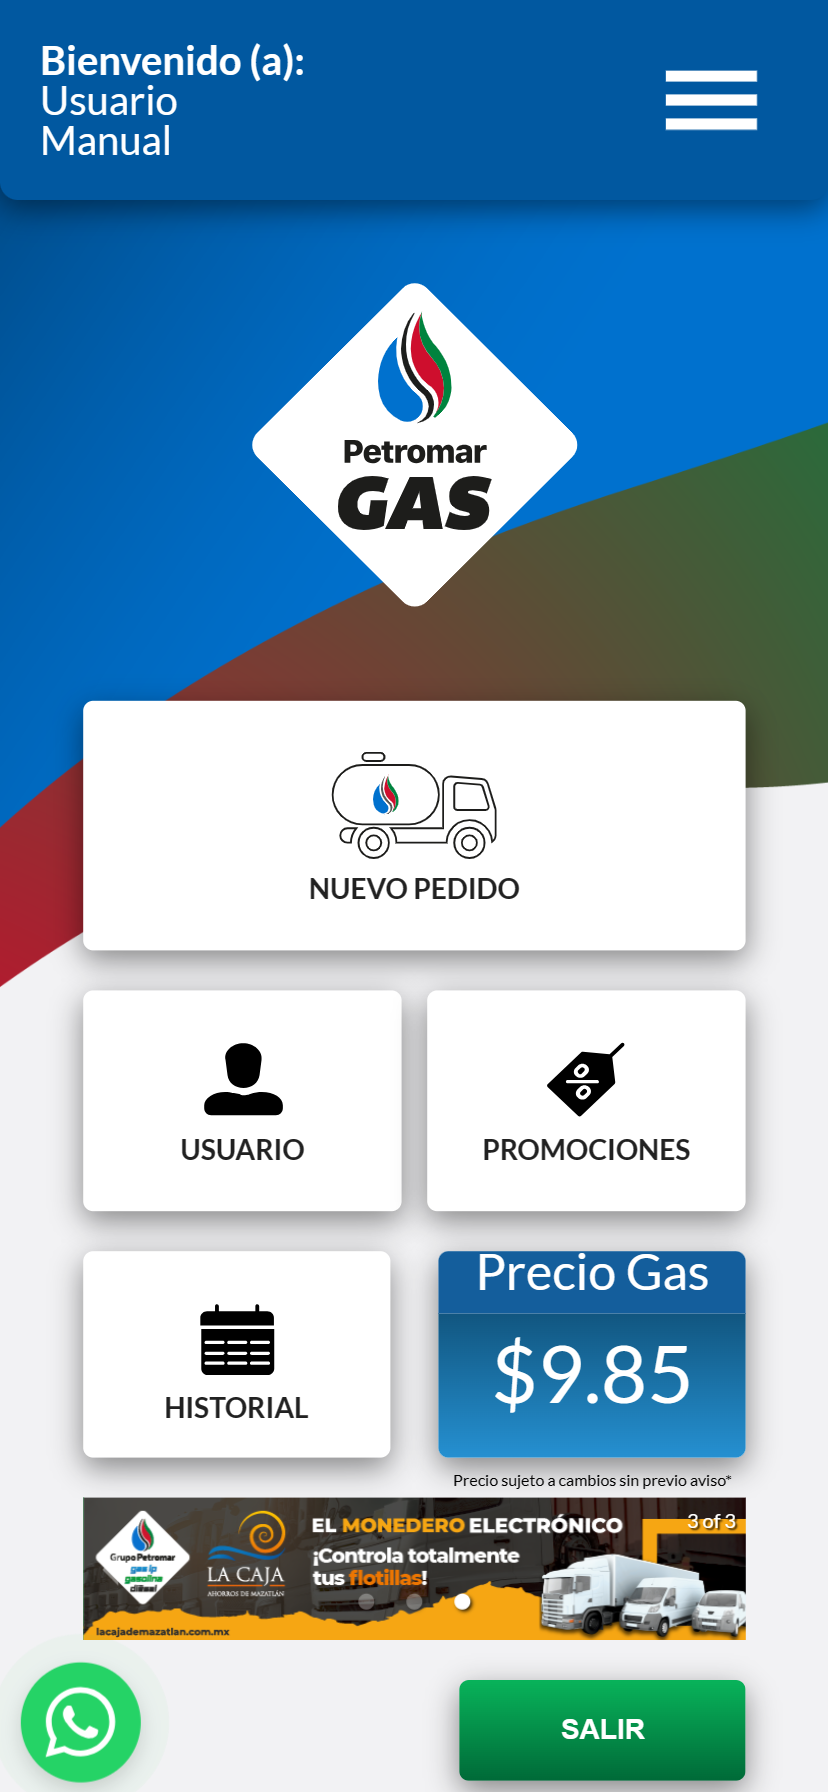 Bienvenido (a):
Usuario
Manual
Petromar
GAS
NUEVO PEDIDO
USUARIO
PROMOCIONES
HISTORIAL
Precio Gas
$9.85
Precio sujeto a cambios sin previo aviso*
Grupo Petromar
gas lp
gasolina
diésel
LA CAJA
AHORROS DE MAZATLÁN
EL MONEDERO ELECTRÓNICO
¡Controla totalmente
tus flotillas!
3 of 3
lacajademazatlan.com.mx
SALIR